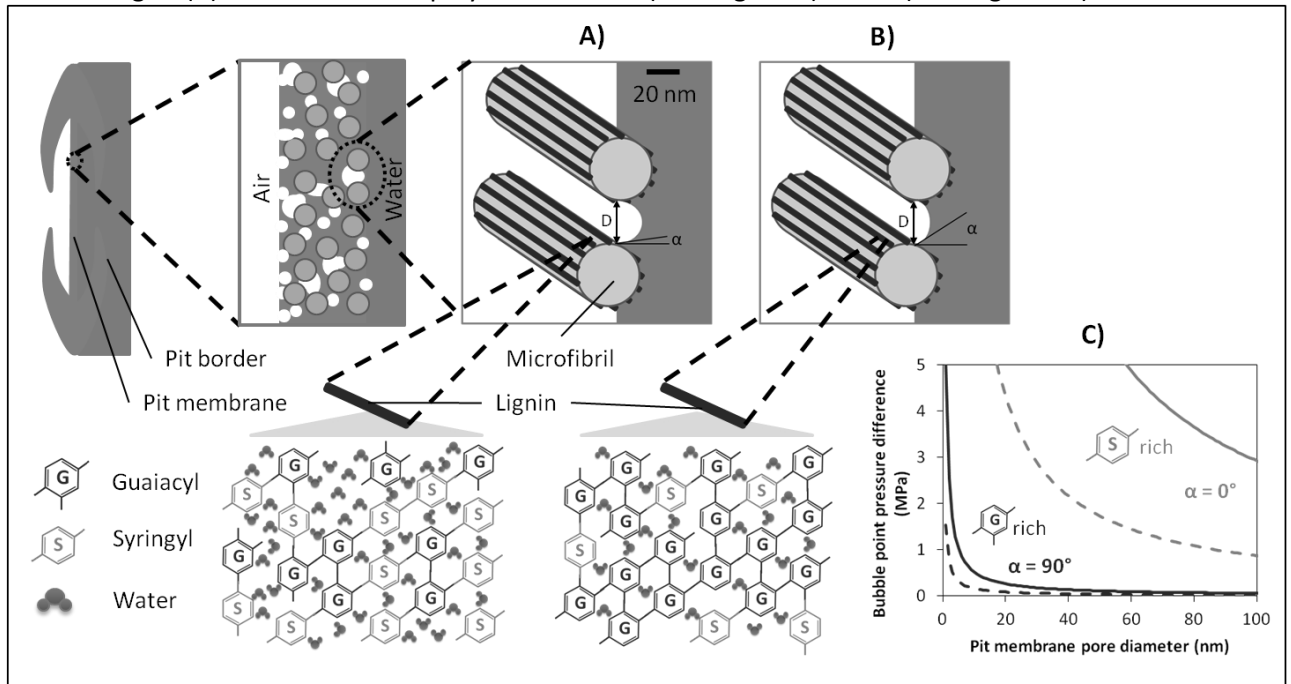 A)
B)
20 nm
Air
Water
D
α
D
α
Pit border
Pit membrane
Microfibril
Lignin
C)
Guaiacyl
Syringyl
Water
G
G
G
S
S
S
S
S
S
G
G
G
S
S
G
G
G
S
S
G
S
S
S
G
G
G
S
G
G
G
S
G
G
G
G
G
G
G
G
S
S
Bubble point pressure difference
(MPa)
5
4
3
2
1
0
S rich
α = 0°
G rich
α = 90°
0
20
40
60
80
100
Pit membrane pore diameter (nm)